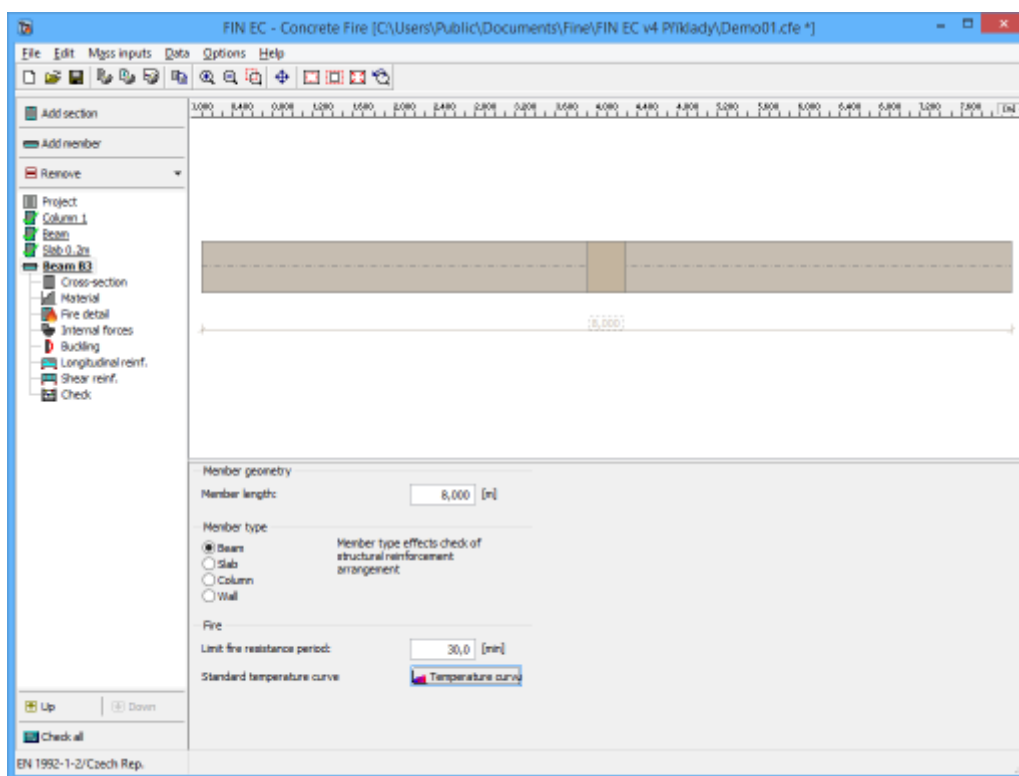 FIN EC - Concrete Fire [C:\Users\Public\Documents\Fine\FIN EC v4 Příklady\Demo01.cfe *]
File Edit Mass inputs Data Options Help
Add section
Add member
Remove
Project
Column 1
Beam
Slab 0.2m
Beam B3
Cross-section
Material
Fire detail
Internal forces
Buckling
Longitudinal reinf.
Shear reinf.
Check
[8,000]
Member geometry
Member length: 8,000 [m]
Member type
Beam
Slab
Column
Wall
Member type effects check of
structural reinforcement
arrangement
Fire
Limit fire resistance period: 30,0 [min]
Standard temperature curve Temperature curve
Up Down
Check all
EN 1992-1-2/Czech Rep.